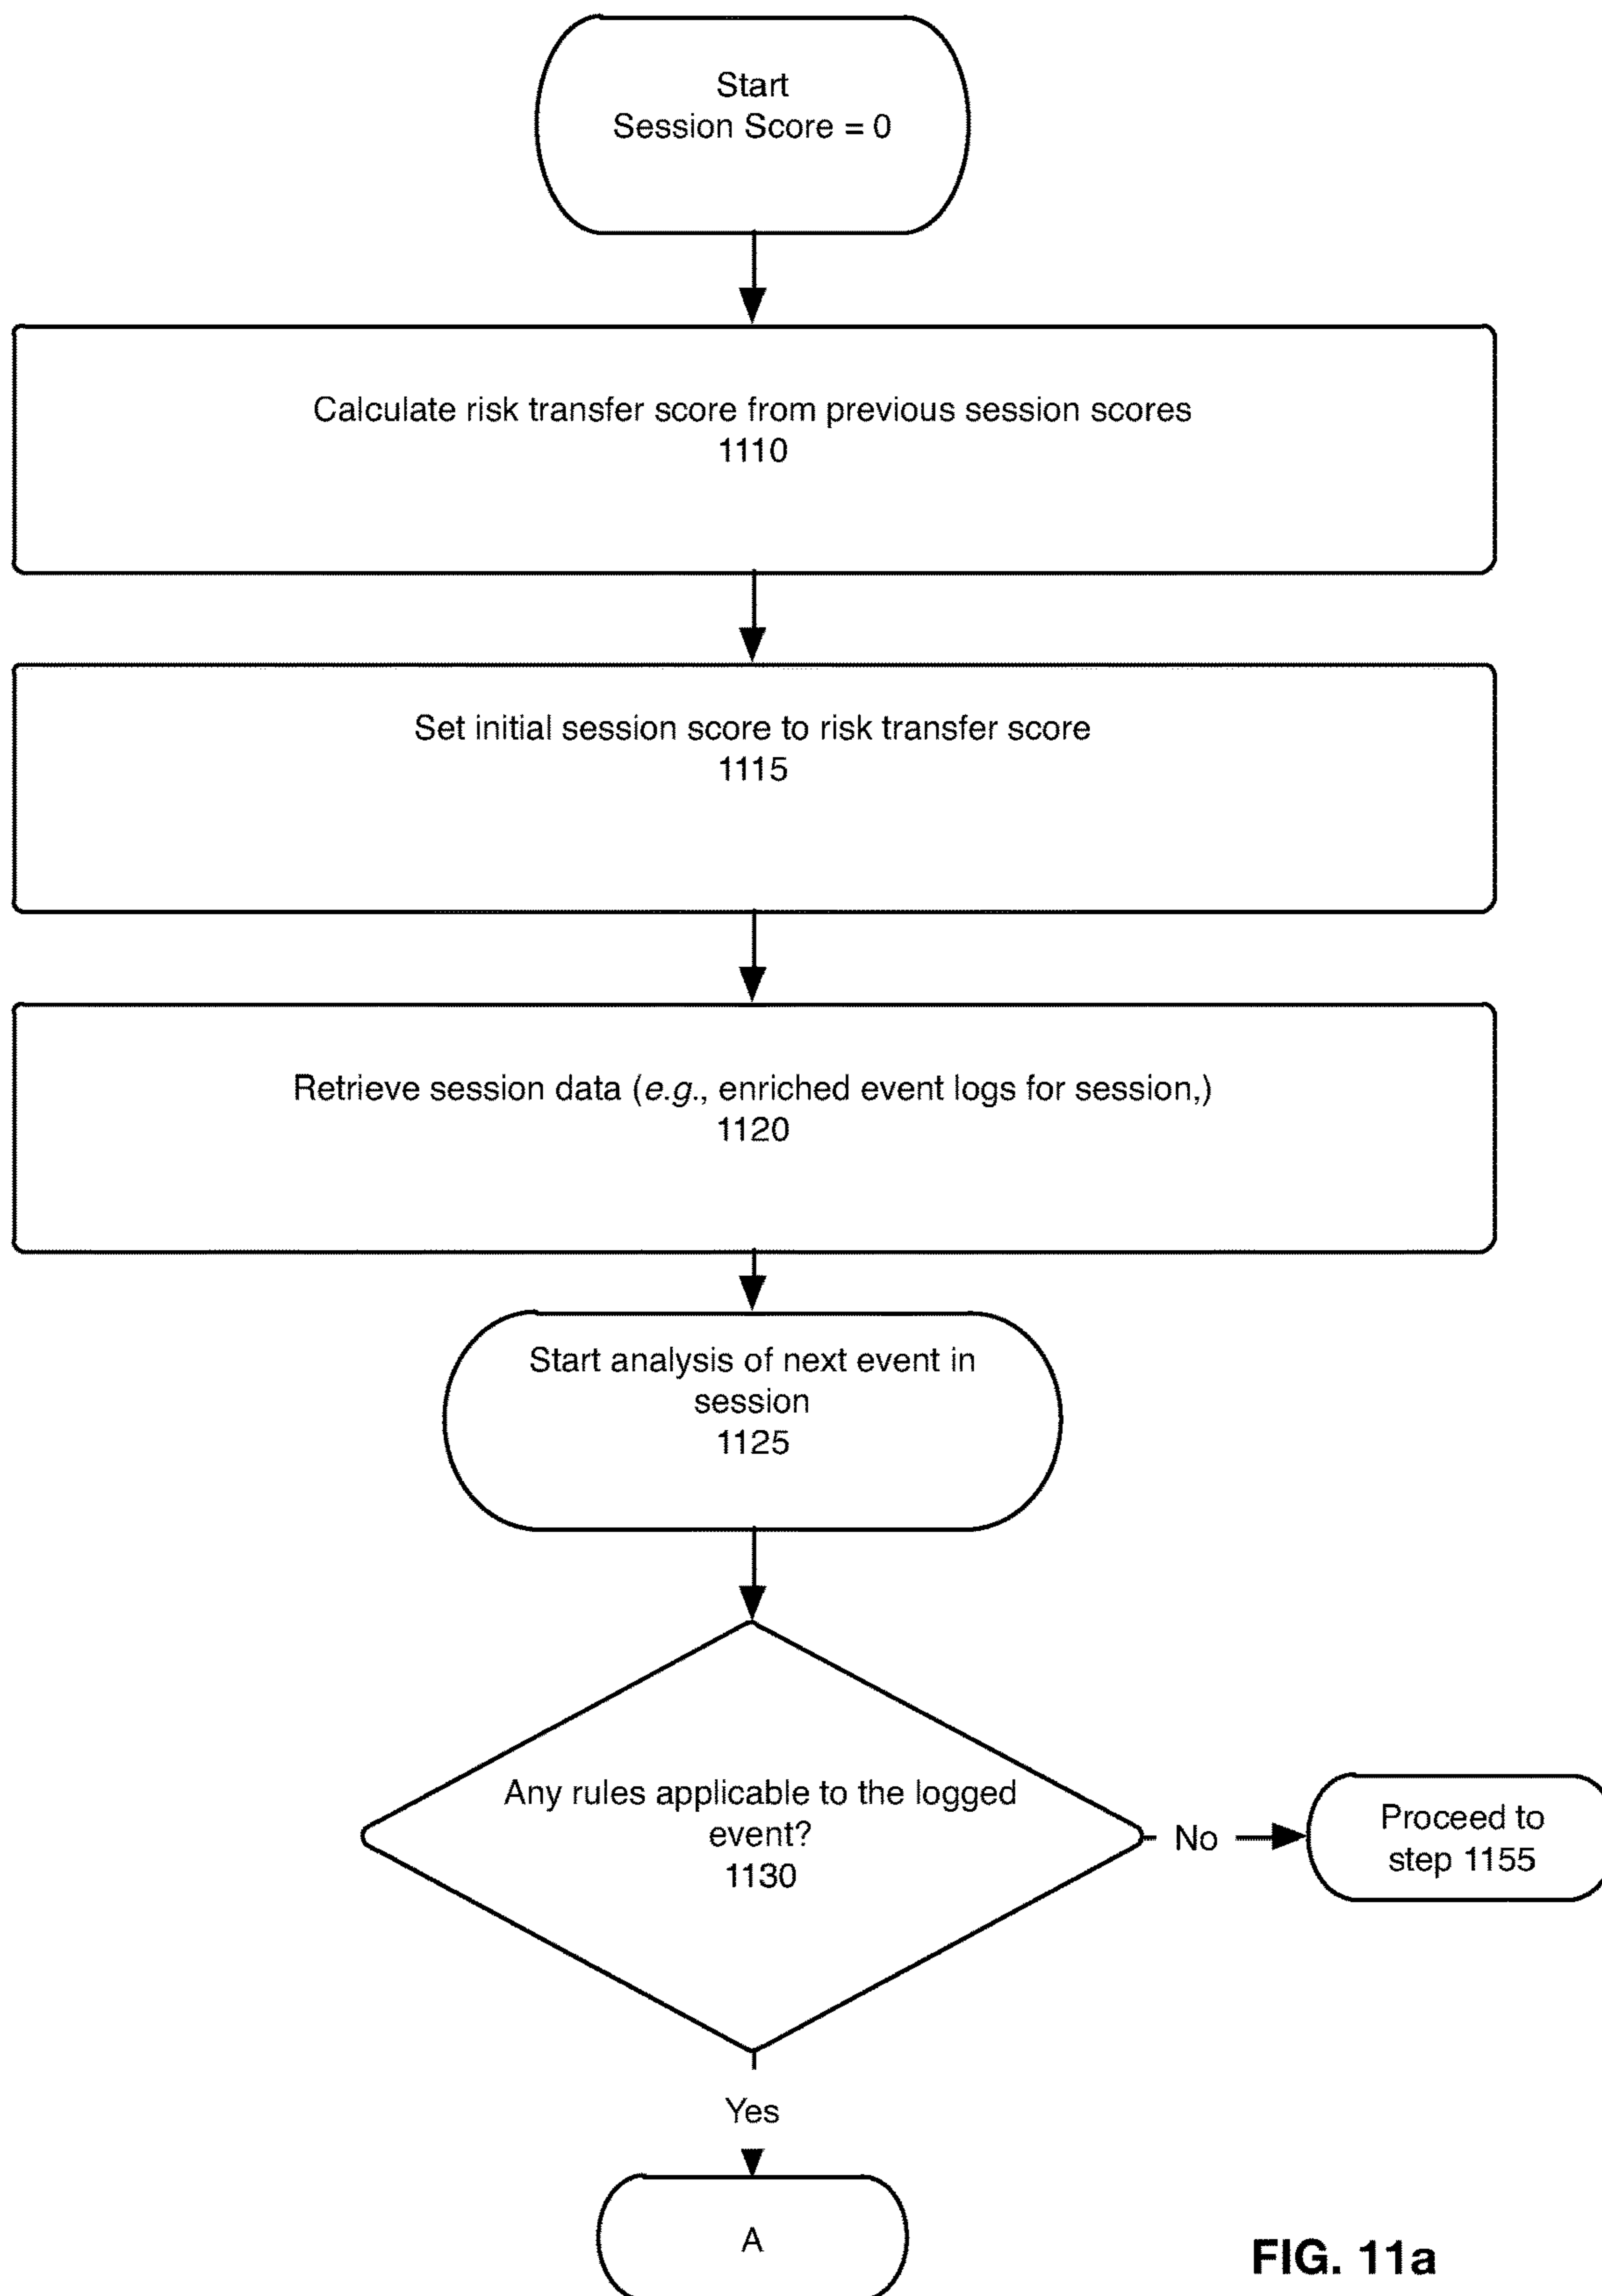 Start
Session Score = 0
Calculate risk transfer score from previous session scores
1110
Set initial session score to risk transfer score
1115
Retrieve session data (e.g., enriched event logs for session,)
1120
Start analysis of next event in
session
1125
Any rules applicable to the logged
event?
1130
No
Proceed to
step 1155
Yes
A
FIG. 11a